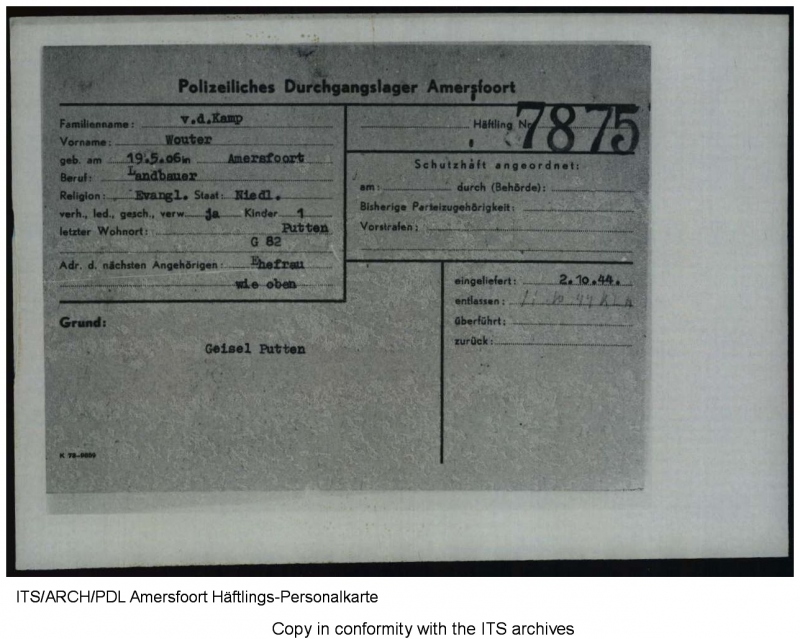 Polizeiliches Durchgangslager Amersfoort
Familienname: v.d.Kamp
Vorname: Wouter
geb. am 19.5.06 in Amersfoort
Beruf: Landbauer
Religion: Evangl. Staat: Niedl.
verh., led., gesch., verw. ja Kinder 1
letzter Wohnort: Putten
G 82
Adr. d. nächsten Angehörigen: Ehefrau
wie oben
Häftling Nr. 7875
Schutzhaft angeordnet:
am: durch (Behörde):
Bisherige Parteizugehörigkeit:
Vorstrafen:
eingeliefert: 2.10.44.
entlassen:
überführt:
zurück:
Grund:
Geisel Putten
ITS/ARCH/PDL Amersfoort Häftlings-Personalkarte
Copy in conformity with the ITS archives